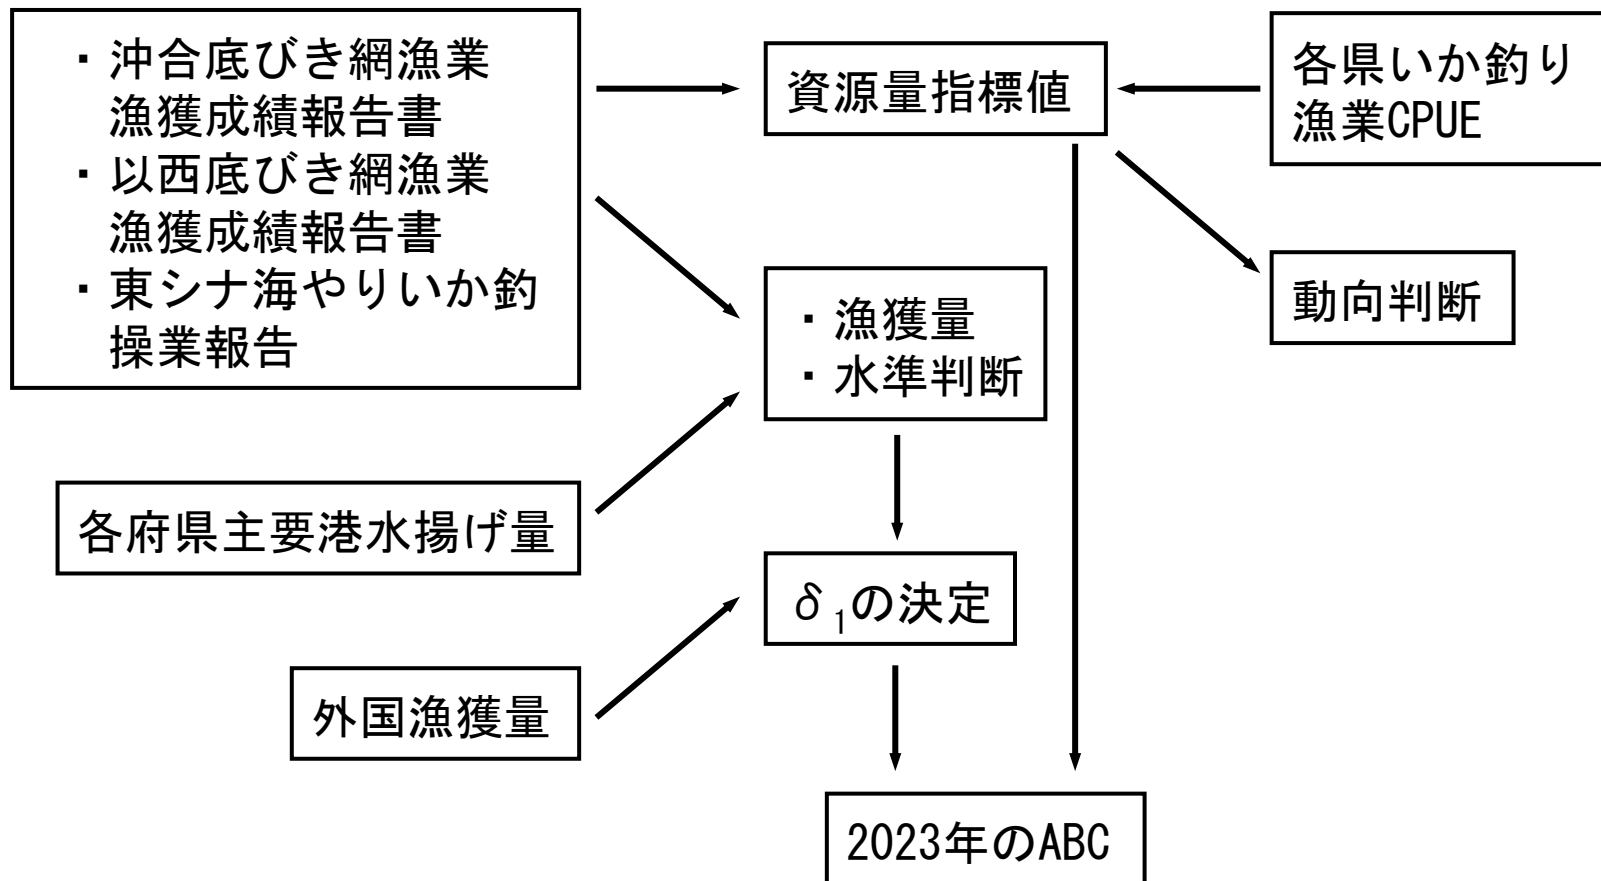 ・沖合底びき網漁業
漁獲成績報告書
・以西底びき網漁業
漁獲成績報告書
・東シナ海やりいか釣
操業報告
資源量指標値
各県いか釣り
漁業CPUE
動向判断
・漁獲量
・水準判断
各府県主要港水揚げ量
δ₁の決定
外国漁獲量
2023年のABC